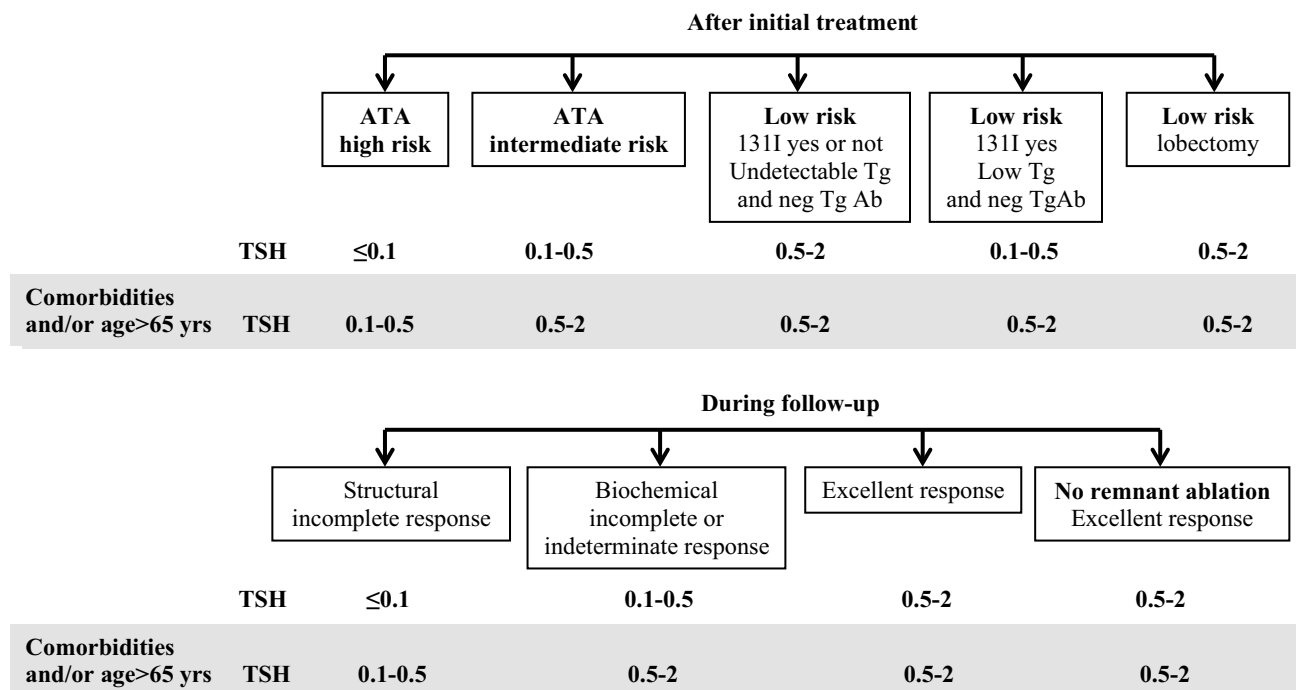 After initial treatment
ATA
high risk
ATA
intermediate risk
Low risk
131I yes or not
Undetectable Tg
and neg Tg Ab
Low risk
131I yes
Low Tg
and neg TgAb
Low risk
lobectomy
TSH ≤0.1 0.1-0.5 0.5-2 0.1-0.5 0.5-2
Comorbidities
and/or age>65 yrs TSH 0.1-0.5 0.5-2 0.5-2 0.5-2 0.5-2
During follow-up
Structural
incomplete response
Biochemical
incomplete or
indeterminate response
Excellent response
No remnant ablation
Excellent response
TSH ≤0.1 0.1-0.5 0.5-2 0.5-2
Comorbidities
and/or age>65 yrs TSH 0.1-0.5 0.5-2 0.5-2 0.5-2